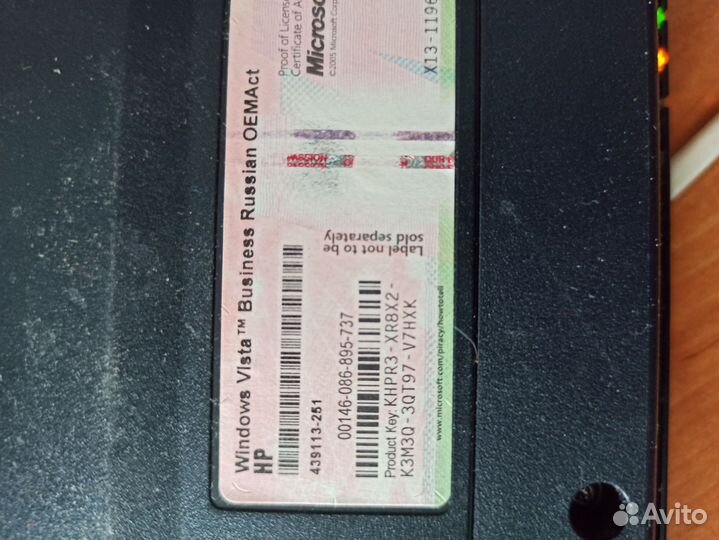 Proof of License
Certificate of A
Microso
©2005 Microsoft Corp
X13-1196
Windows Vista™ Business Russian OEMAct
HP
Label not to be
sold separately
439113-251
00146-086-895-737
Product Key: KHPR3-XR8X2-
K3M3Q-3QT97-V7HXK
www.microsoft.com/piracy/howtotell
Avito